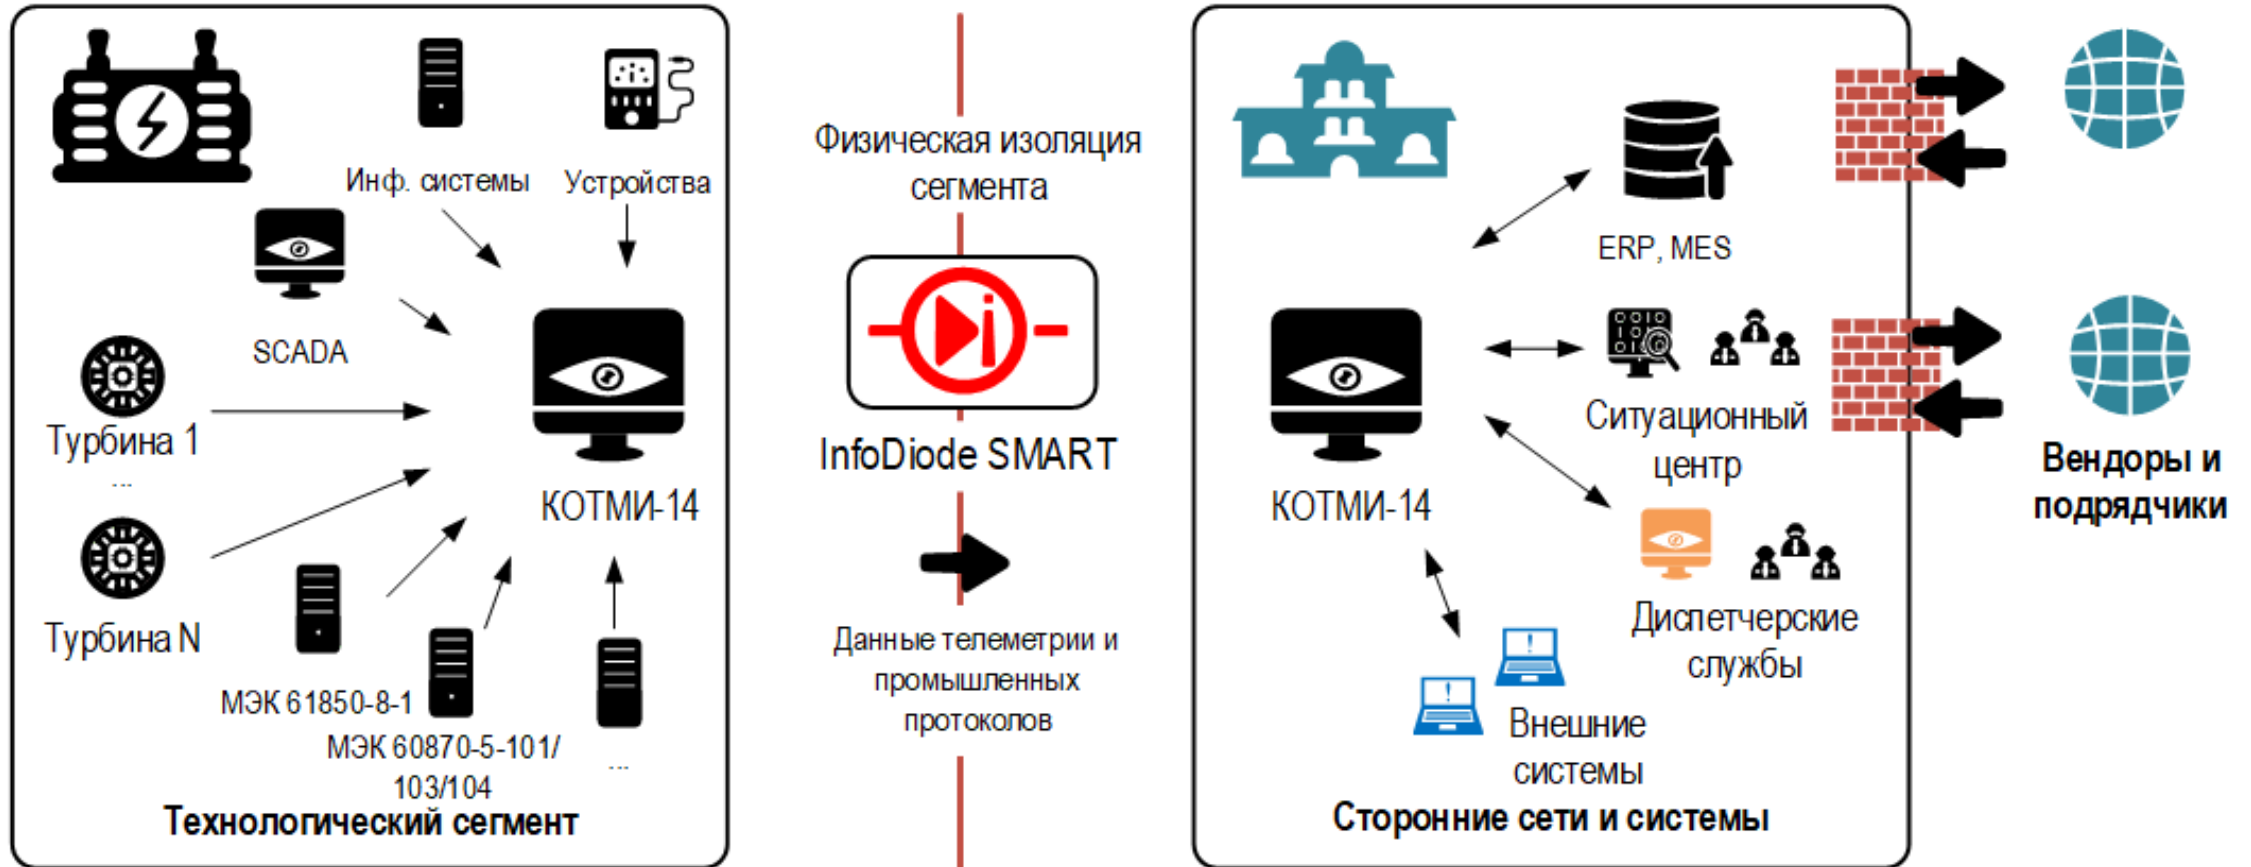 Инф. системы
Устройства
SCADA
Турбина 1
...
Турбина N
КОТМИ-14
МЭК 61850-8-1
МЭК 60870-5-101/
103/104
...
Технологический сегмент
Физическая изоляция
сегмента
InfoDiode SMART
Данные телеметрии и
промышленных
протоколов
ERP, MES
КОТМИ-14
Ситуационный
центр
Диспетчерские
службы
Внешние
системы
Сторонние сети и системы
Вендоры и
подрядчики